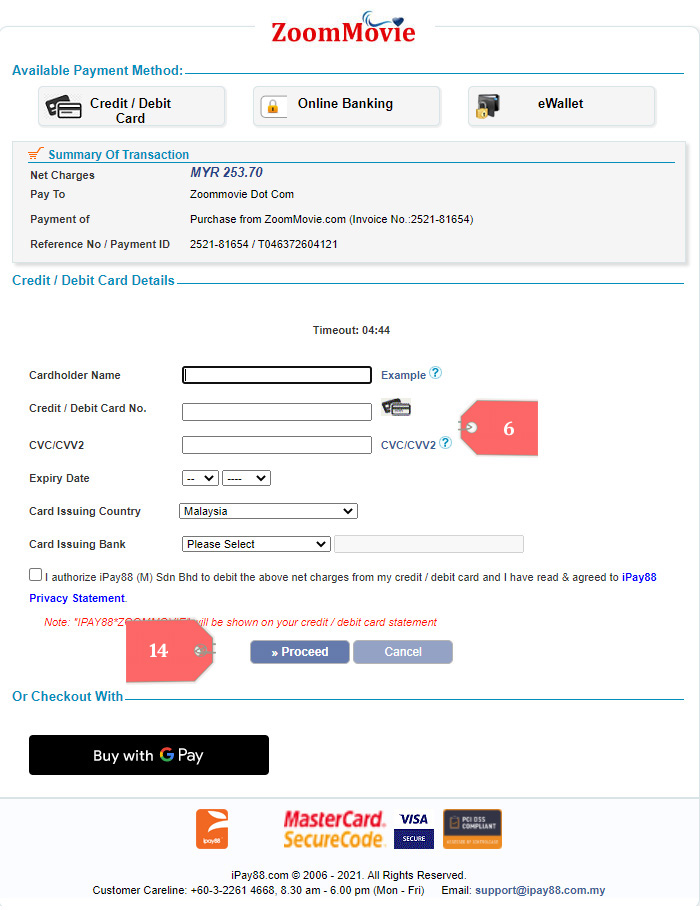 ZoomMovie
Available Payment Method:
Credit / Debit Card
Online Banking
eWallet
Summary Of Transaction
Net Charges MYR 253.70
Pay To Zoommovie Dot Com
Payment of Purchase from ZoomMovie.com (Invoice No.:2521-81654)
Reference No / Payment ID 2521-81654 / T046372604121
Credit / Debit Card Details
Timeout: 04:44
Cardholder Name Example ?
Credit / Debit Card No.
6
CVC/CVV2 CVC/CVV2 ?
Expiry Date -- ----
Card Issuing Country Malaysia
Card Issuing Bank Please Select
I authorize iPay88 (M) Sdn Bhd to debit the above net charges from my credit / debit card and I have read & agreed to iPay88
Privacy Statement.
Note: "IPAY88*ZOOMMOVIE" will be shown on your credit / debit card statement
14
» Proceed
Cancel
Or Checkout With
Buy with G Pay
ipay88
MasterCard. SecureCode.
VISA SECURE
PCI DSS COMPLIANT
iPay88.com © 2006 - 2021. All Rights Reserved.
Customer Careline: +60-3-2261 4668, 8.30 am - 6.00 pm (Mon - Fri) Email: support@ipay88.com.my